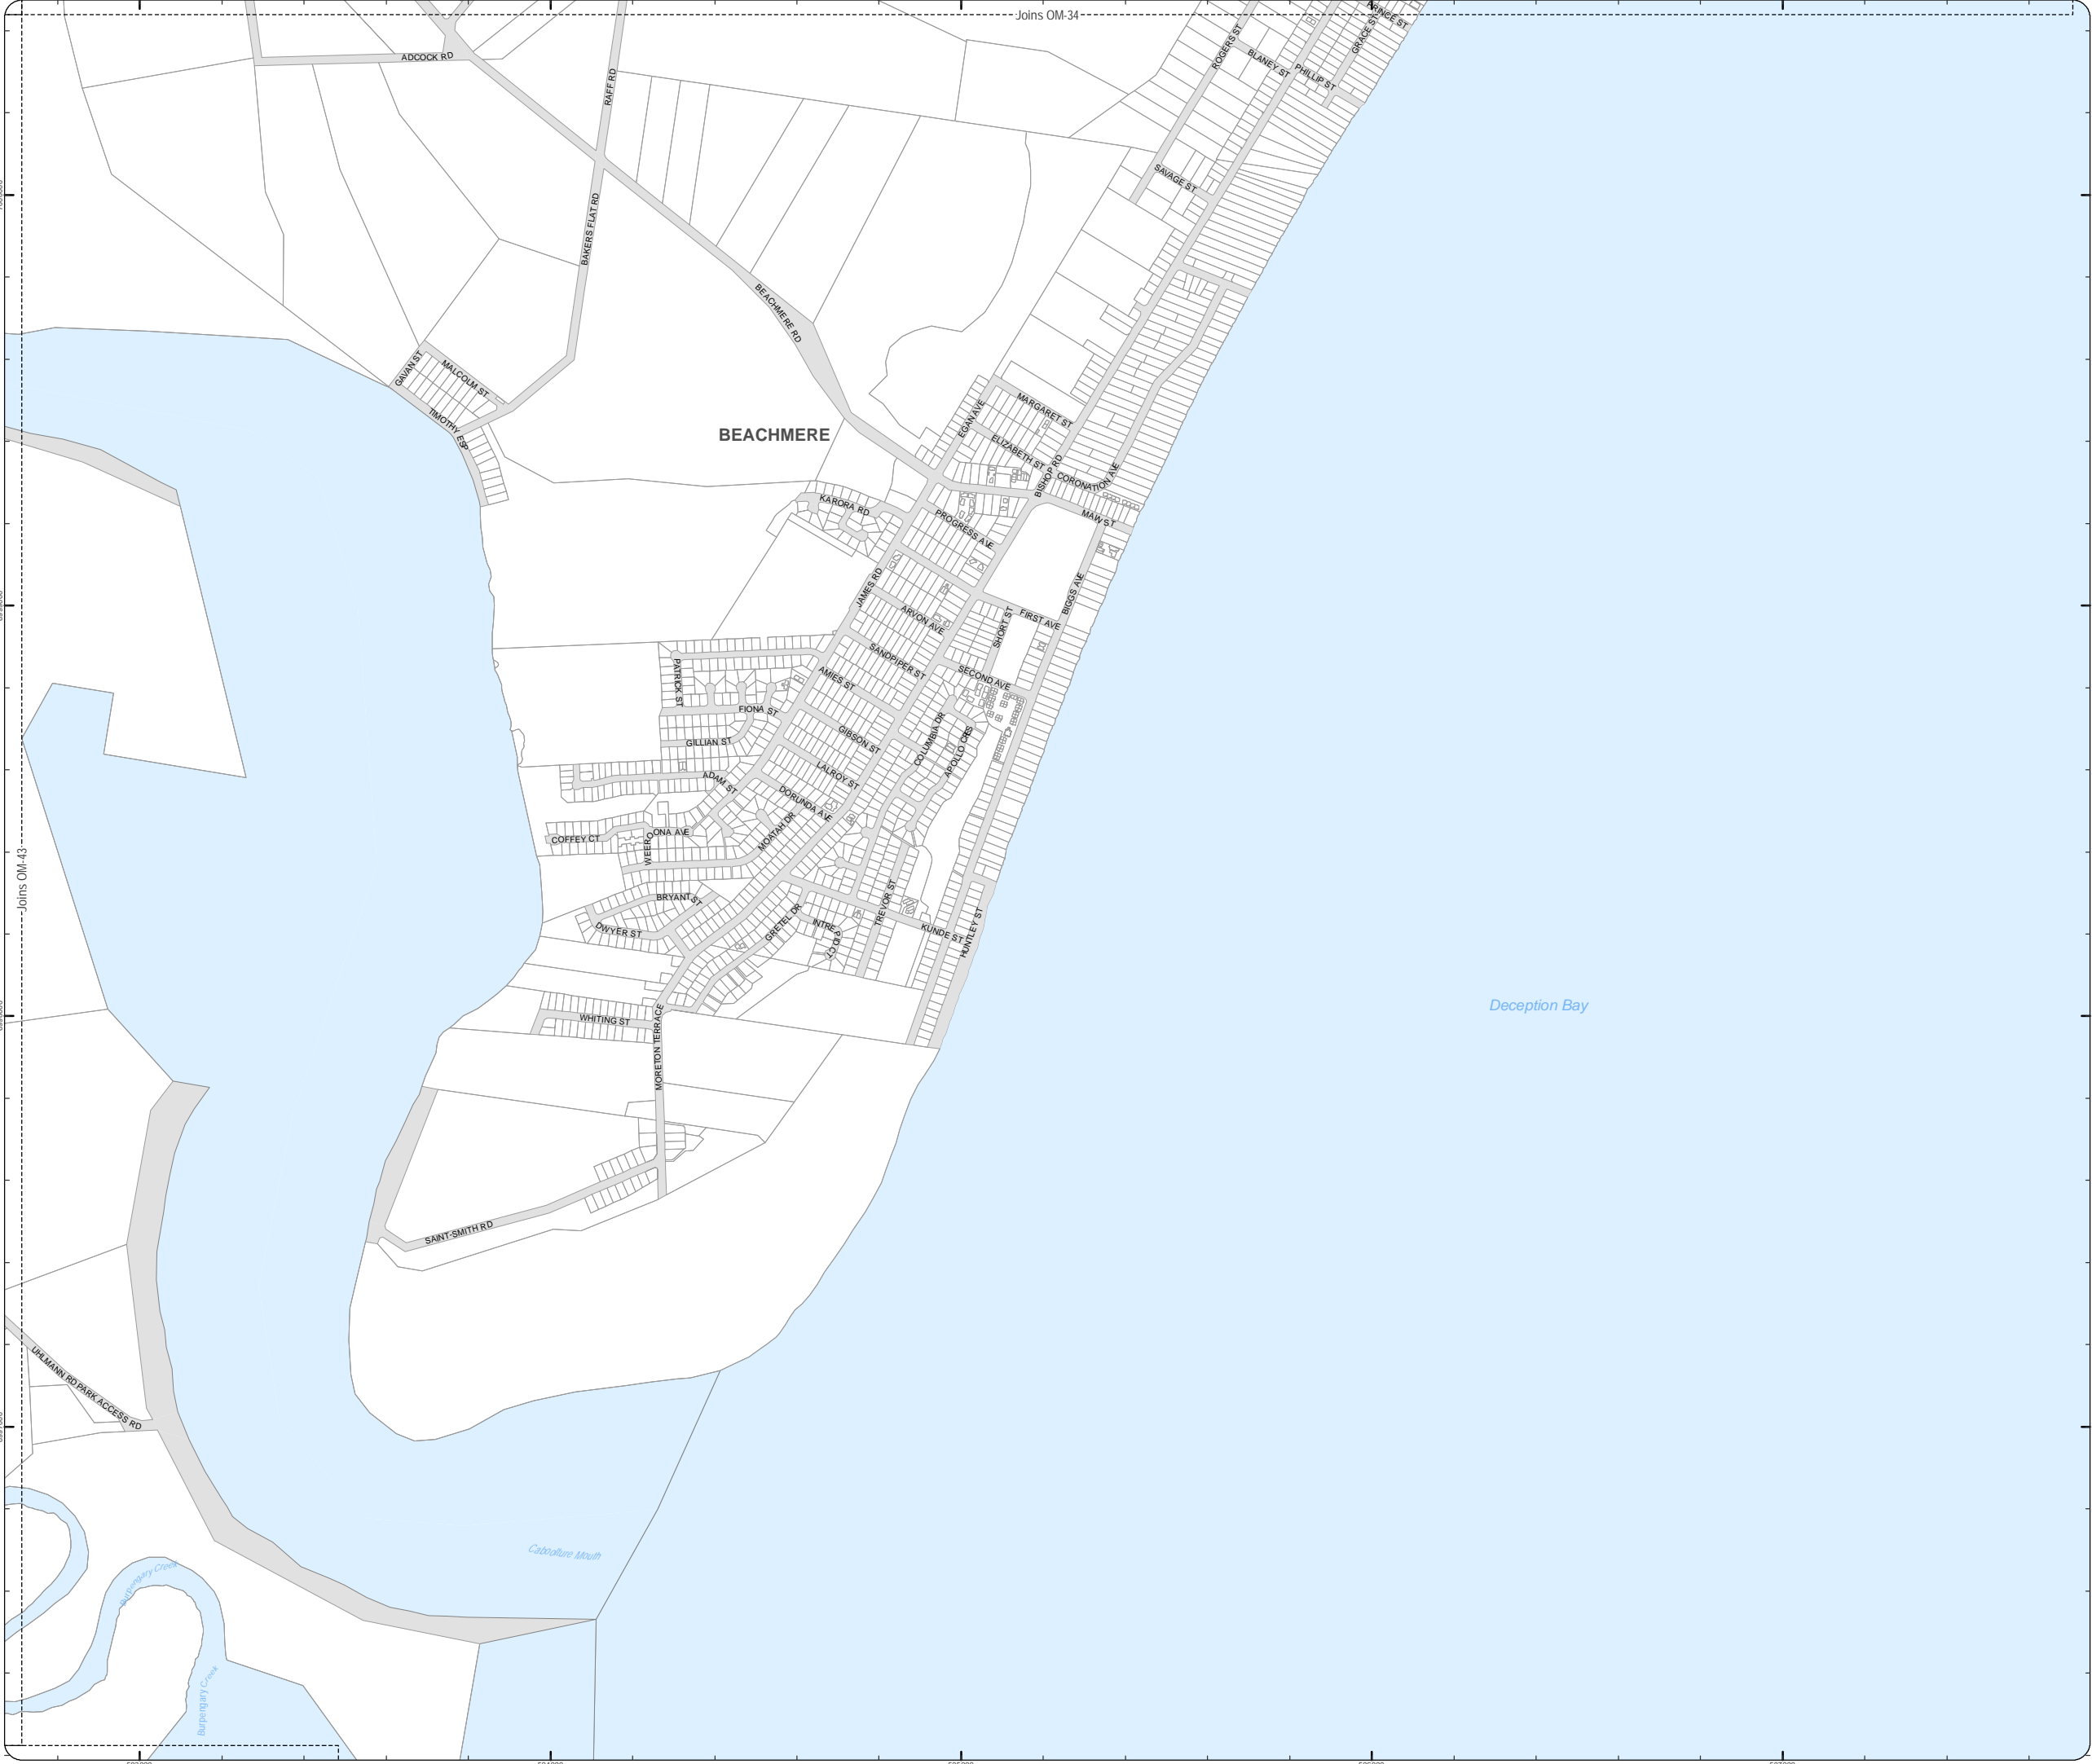 Joins OM-34
PRINCE ST
GRACE ST
ROGERS ST
BLANEY ST
PHILLIP ST
ADCOCK RD
RAFF RD
SAVAGE ST
BAKERS FLAT RD
BEACHMERE RD
GAVAN ST
MALCOLM ST
TIMOTHY ESP
BEACHMERE
EGAN AVE
MARGARET ST
ELIZABETH ST
BISHOP RD
CORONATION AVE
MAW ST
KARORA RD
PROGRESS AVE
JAMES RD
BIGGS AVE
ARVON AVE
SHORT ST
FIRST AVE
SANDPIPER ST
SECOND AVE
PATRICK ST
AMIES ST
FIONA ST
GILLIAN ST
GIBSON ST
COLUMBIA DR
APOLLO CRES
ADAM ST
LALROY ST
DORUNDA AVE
MOATAH DR
COFFEY CT
WEEROONA AVE
BRYANT ST
DWYER ST
GRETEL DR
INTREPID CT
TREVOR ST
KUNDE ST
HUNTLEY ST
Joins OM-43
WHITING ST
MORETON TERRACE
Deception Bay
SAINT-SMITH RD
UHLMANN RD PARK ACCESS RD
Caboolture Mouth
Burpengary Creek
Burpengary Creek